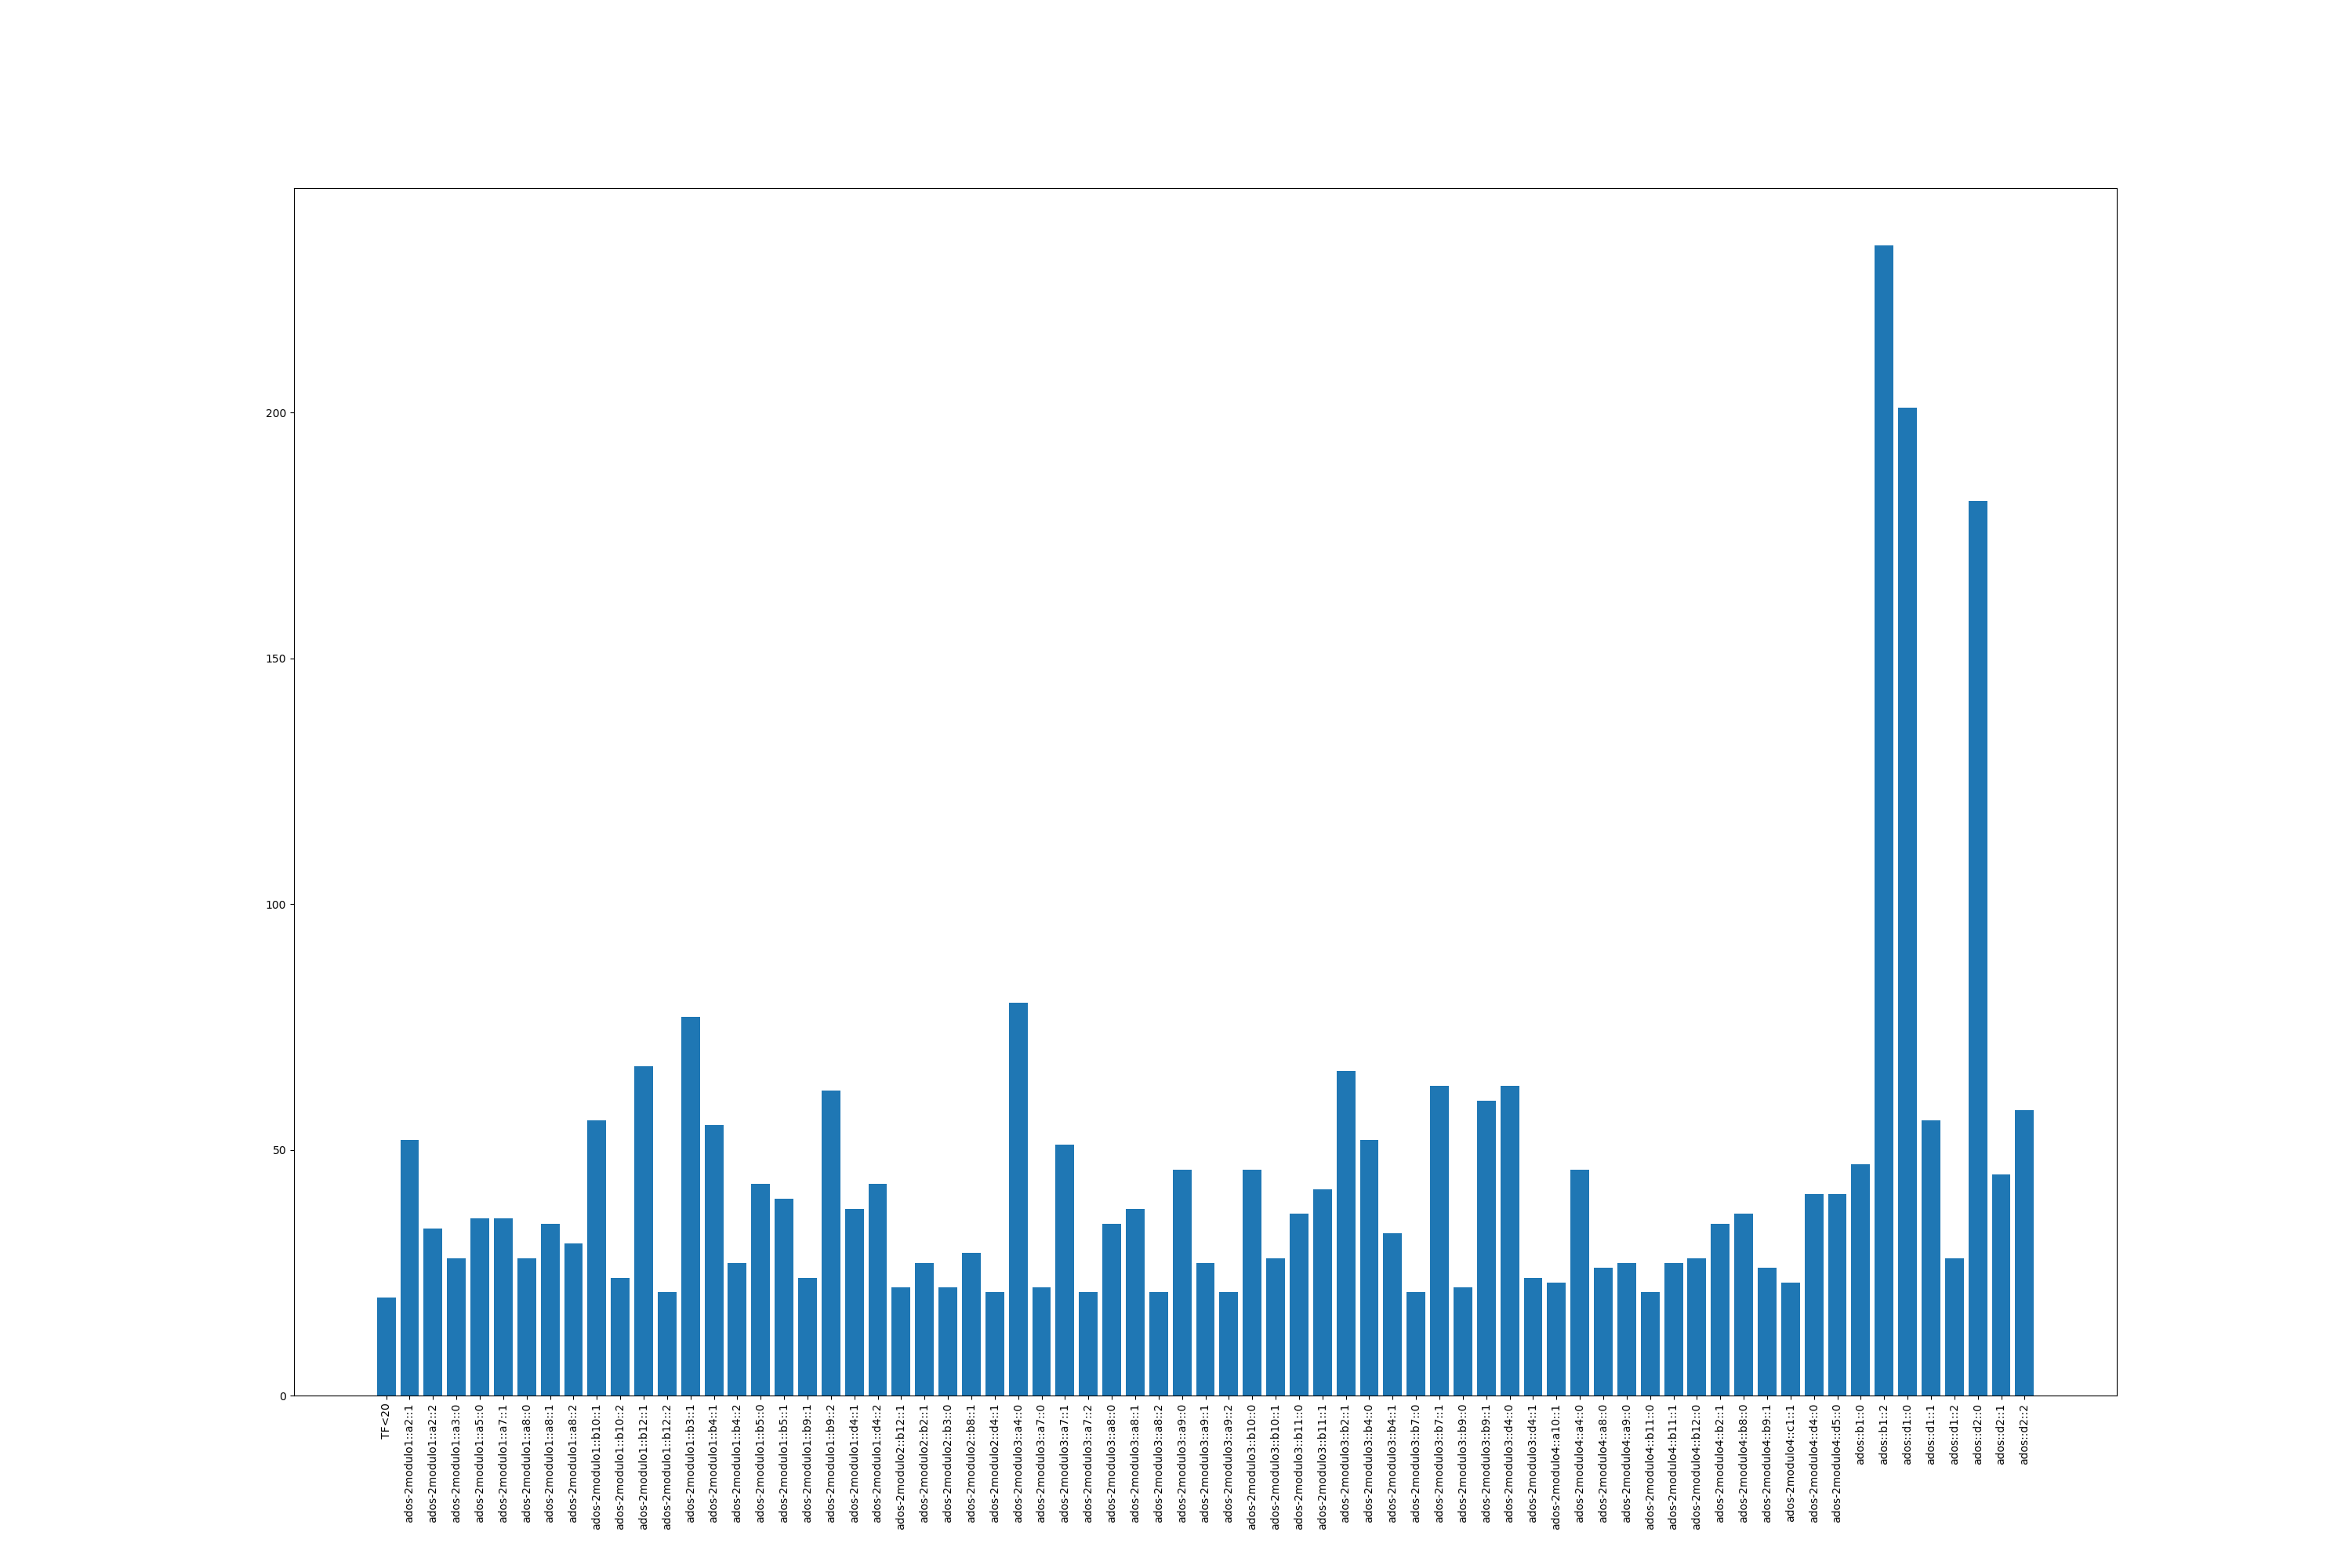 200
150
100
50
0
TF<20
ados-2modulo1::a2::1
ados-2modulo1::a2::2
ados-2modulo1::a3::0
ados-2modulo1::a5::0
ados-2modulo1::a7::1
ados-2modulo1::a8::0
ados-2modulo1::a8::1
ados-2modulo1::a8::2
ados-2modulo1::b10::1
ados-2modulo1::b10::2
ados-2modulo1::b12::1
ados-2modulo1::b12::2
ados-2modulo1::b3::1
ados-2modulo1::b4::1
ados-2modulo1::b4::2
ados-2modulo1::b5::0
ados-2modulo1::b5::1
ados-2modulo1::b9::1
ados-2modulo1::b9::2
ados-2modulo1::d4::1
ados-2modulo1::d4::2
ados-2modulo2::b12::1
ados-2modulo2::b2::1
ados-2modulo2::b3::0
ados-2modulo2::b8::1
ados-2modulo2::d4::1
ados-2modulo3::a4::0
ados-2modulo3::a7::0
ados-2modulo3::a7::1
ados-2modulo3::a7::2
ados-2modulo3::a8::0
ados-2modulo3::a8::1
ados-2modulo3::a8::2
ados-2modulo3::a9::0
ados-2modulo3::a9::1
ados-2modulo3::a9::2
ados-2modulo3::b10::0
ados-2modulo3::b10::1
ados-2modulo3::b11::0
ados-2modulo3::b11::1
ados-2modulo3::b2::1
ados-2modulo3::b4::0
ados-2modulo3::b4::1
ados-2modulo3::b7::0
ados-2modulo3::b7::1
ados-2modulo3::b9::0
ados-2modulo3::b9::1
ados-2modulo3::d4::0
ados-2modulo3::d4::1
ados-2modulo4::a10::1
ados-2modulo4::a4::0
ados-2modulo4::a8::0
ados-2modulo4::a9::0
ados-2modulo4::b11::0
ados-2modulo4::b11::1
ados-2modulo4::b12::0
ados-2modulo4::b2::1
ados-2modulo4::b8::0
ados-2modulo4::b9::1
ados-2modulo4::c1::1
ados-2modulo4::d4::0
ados-2modulo4::d5::0
ados::b1::0
ados::b1::2
ados::d1::0
ados::d1::1
ados::d1::2
ados::d2::0
ados::d2::1
ados::d2::2